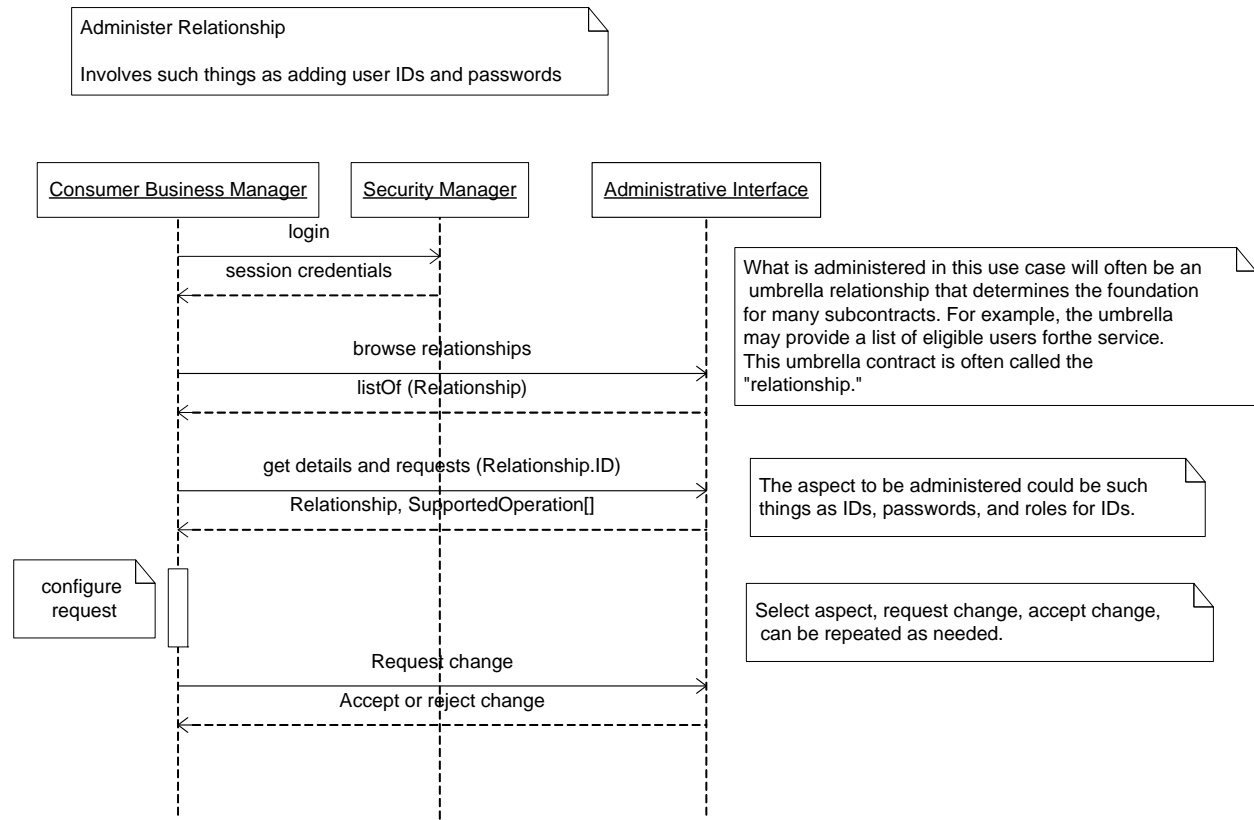 Administer Relationship
Involves such things as adding user IDs and passwords
Consumer Business Manager
Security Manager
Administrative Interface
login
session credentials
What is administered in this use case will often be an
umbrella relationship that determines the foundation
for many subcontracts. For example, the umbrella
may provide a list of eligible users forthe service.
This umbrella contract is often called the
"relationship."
browse relationships
listOf (Relationship)
get details and requests (Relationship.ID)
Relationship, SupportedOperation[]
The aspect to be administered could be such
things as IDs, passwords, and roles for IDs.
configure
request
Select aspect, request change, accept change,
can be repeated as needed.
Request change
Accept or reject change